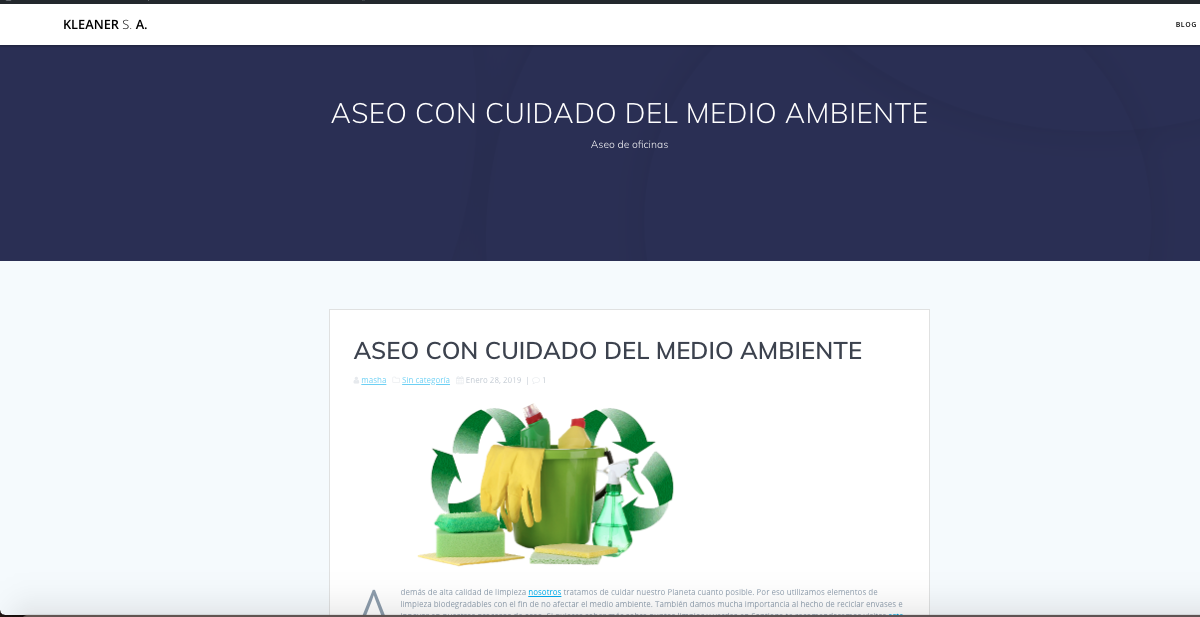 KLEANER S. A.
BLOG
ASEO CON CUIDADO DEL MEDIO AMBIENTE
Aseo de oficinas
ASEO CON CUIDADO DEL MEDIO AMBIENTE
masha Sin categoría Enero 28, 2019 | 1
Además de alta calidad de limpieza nosotros tratamos de cuidar nuestro Planeta cuanto posible. Por eso utilizamos elementos de
limpieza biodegradables con el fin de no afectar el medio ambiente. También damos mucha importancia al hecho de reciclar envases e